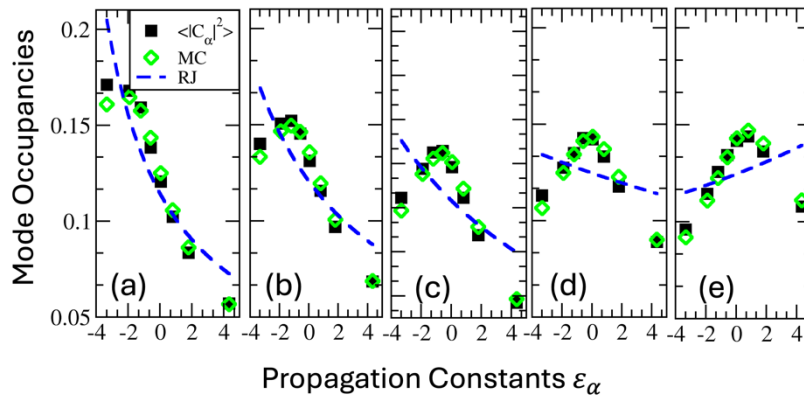 0.2
0.15
0.1
0.05
Mode Occupancies
<|C_α|²>
MC
RJ
(a)
(b)
(c)
(d)
(e)
-4 -2 0 2 4
-4 -2 0 2 4
-4 -2 0 2 4
-4 -2 0 2 4
-4 -2 0 2 4
Propagation Constants ε_α